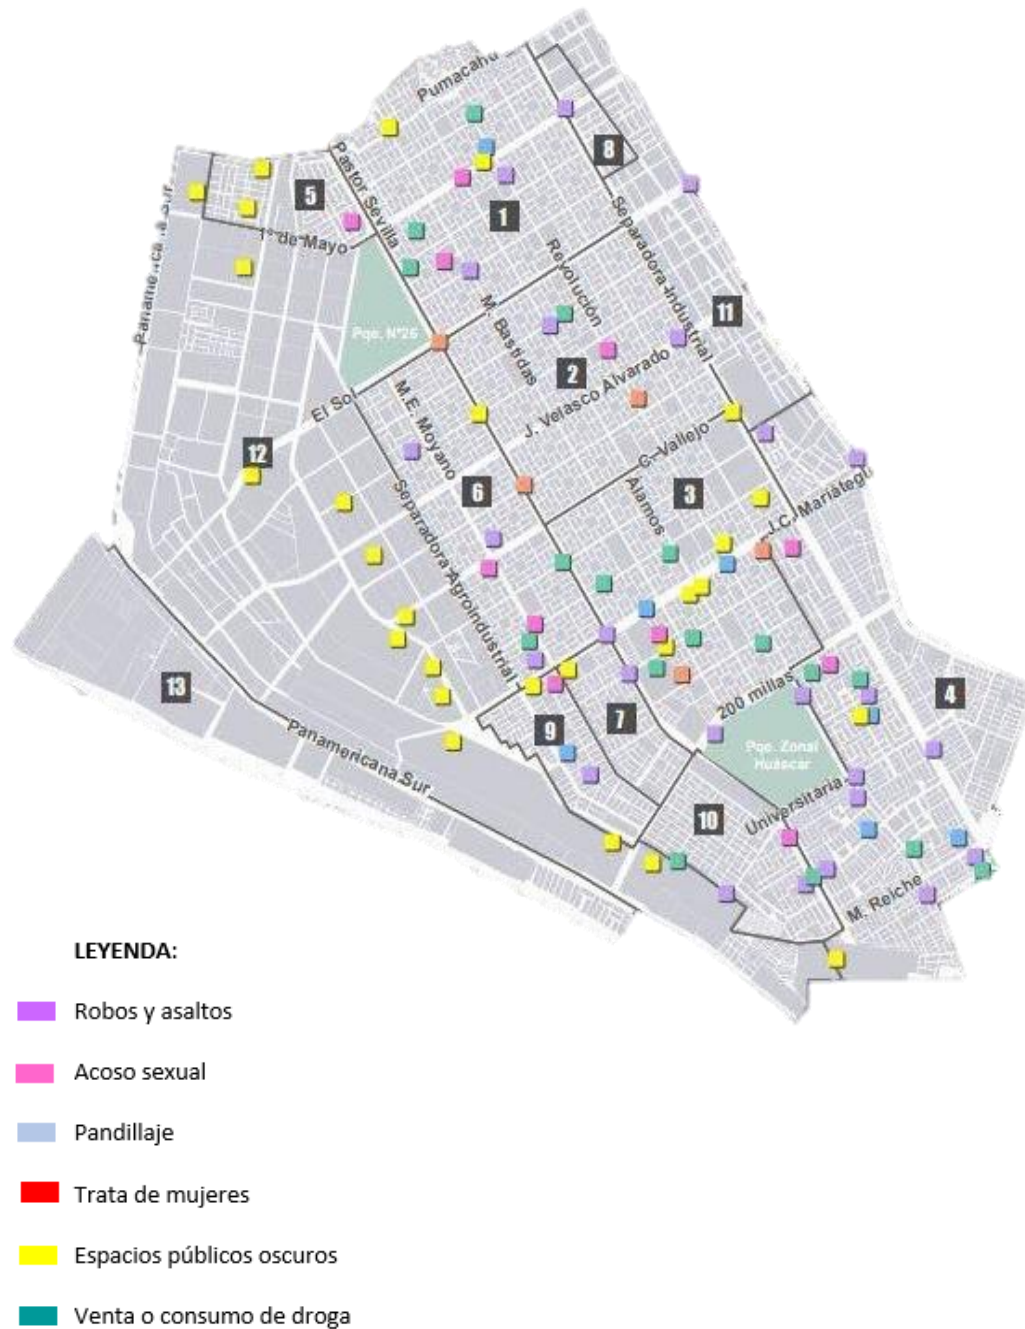 Pumacahu
8
Pastor Sevilla
5
1
Panamericana Sur
1° de Mayo
Separadora Industrial
Revolución
11
Pqe. N°26
M. Bastidas
2
J. Velasco Alvarado
El Sol
M.E. Moyano
C. Vallejo
12
6
3
Alamos
J.C. Mariátegu
Separadora Agroindustrial
13
200 millas
4
9
7
Pqe. Zonal
Huáscar
Panamericana Sur
10
Universitaria
M. Reiche
LEYENDA:
Robos y asaltos
Acoso sexual
Pandillaje
Trata de mujeres
Espacios públicos oscuros
Venta o consumo de droga